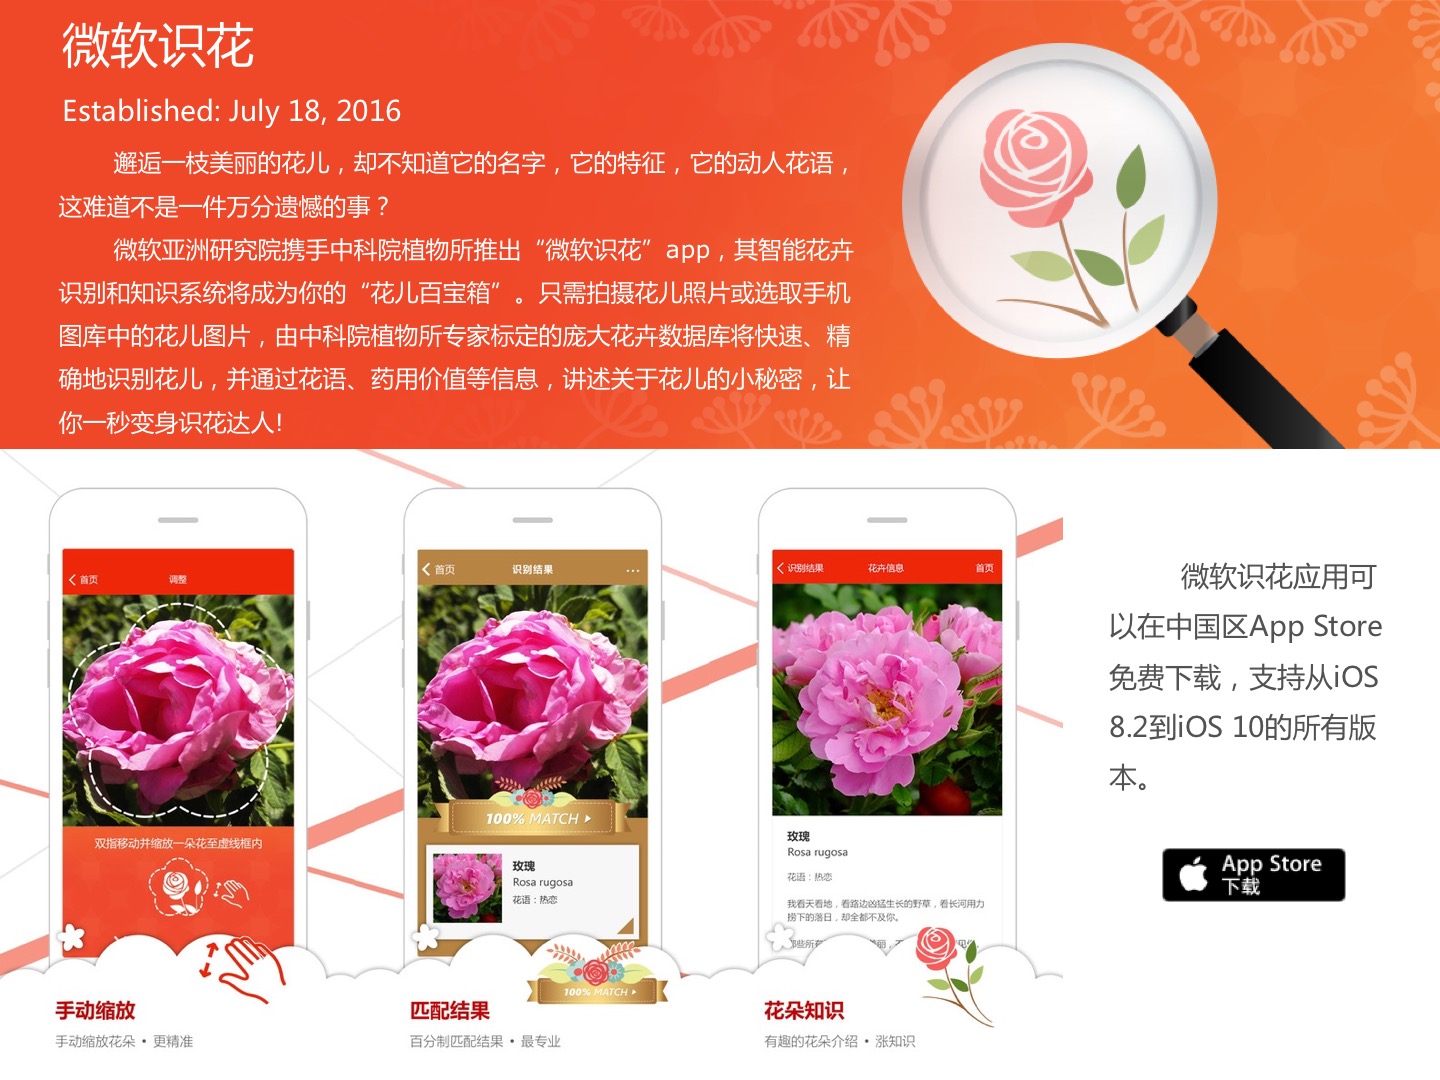 微软识花
Established: July 18, 2016
邂逅一枝美丽的花儿，却不知道它的名字，它的特征，它的动人花语，
这难道不是一件万分遗憾的事？
微软亚洲研究院携手中科院植物所推出“微软识花”app，其智能花卉
识别和知识系统将成为你的“花儿百宝箱”。只需拍摄花儿照片或选取手机
图库中的花儿图片，由中科院植物所专家标定的庞大花卉数据库将快速、精
确地识别花儿，并通过花语、药用价值等信息，讲述关于花儿的小秘密，让
你一秒变身识花达人!
首页
调整
双指移动并缩放一朵花至虚线框内
手动缩放
手动缩放花朵 • 更精准
首页
识别结果
...
100% MATCH
玫瑰
Rosa rugosa
花语：热恋
100% MATCH
匹配结果
百分制匹配结果 • 最专业
识别结果
花卉信息
首页
玫瑰
Rosa rugosa
花语：热恋
我看天看地，看路边凶猛生长的野草，看长河用力
捞下的落日，却全都不及你。
花朵知识
有趣的花朵介绍 • 涨知识
微软识花应用可
以在中国区App Store
免费下载，支持从iOS
8.2到iOS 10的所有版
本。
App Store
下载